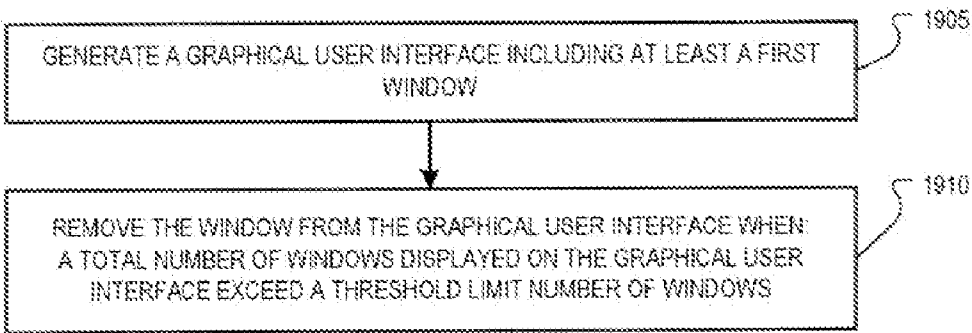 GENERATE A GRAPHICAL USER INTERFACE INCLUDING AT LEAST A FIRST
WINDOW
1905
REMOVE THE WINDOW FROM THE GRAPHICAL USER INTERFACE WHEN
A TOTAL NUMBER OF WINDOWS DISPLAYED ON THE GRAPHICAL USER
INTERFACE EXCEED A THRESHOLD LIMIT NUMBER OF WINDOWS
1910